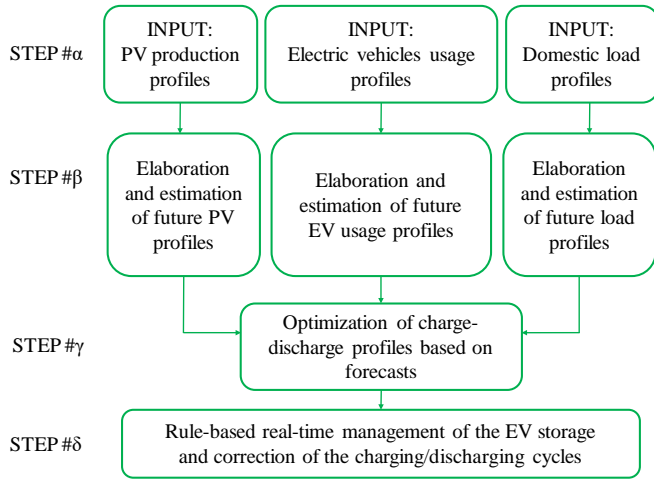 STEP #α
INPUT:
PV production
profiles
INPUT:
Electric vehicles usage
profiles
INPUT:
Domestic load
profiles
STEP #β
Elaboration
and estimation
of future PV
profiles
Elaboration and
estimation of future
EV usage profiles
Elaboration
and estimation
of future load
profiles
STEP #γ
Optimization of charge-
discharge profiles based on
forecasts
STEP #δ
Rule-based real-time management of the EV storage
and correction of the charging/discharging cycles